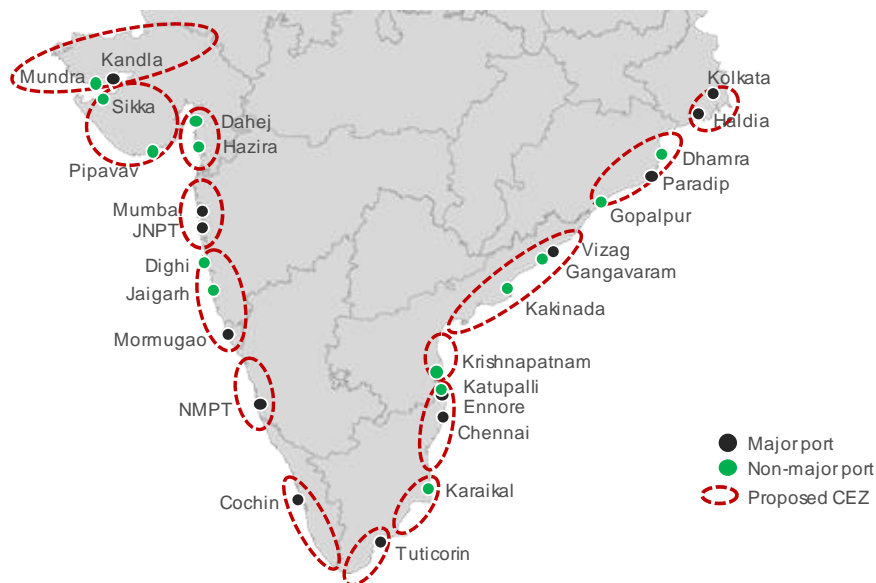 Kandla
Mundra
Sikka
Pipavav
Dahej
Hazira
Mumba
JNPT
Dighi
Jaigarh
Mormugao
NMPT
Cochin
Kolkata
Haldia
Dhamra
Paradip
Gopalpur
Vizag
Gangavaram
Kakinada
Krishnapatnam
Katupalli
Ennore
Chennai
Karaikal
Tuticorin
Major port
Non-major port
Proposed CEZ